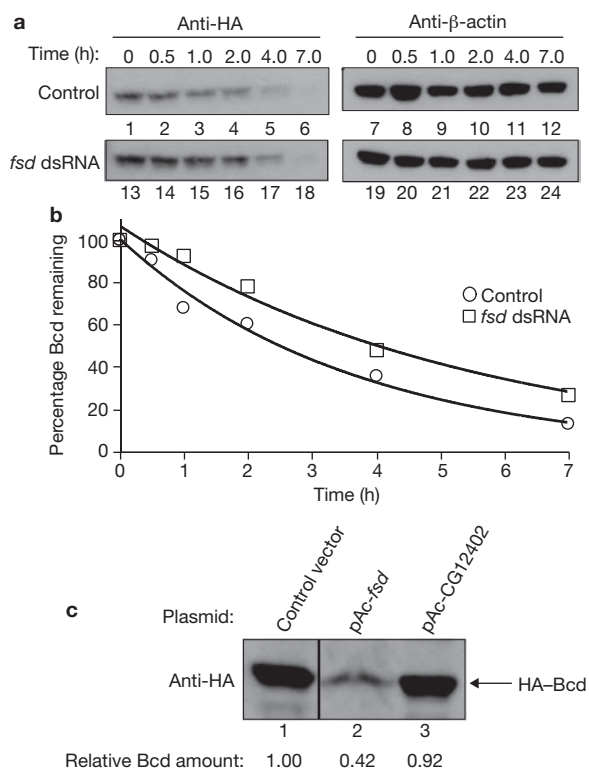 a
Anti-HA Anti-β-actin
Time (h): 0 0.5 1.0 2.0 4.0 7.0 0 0.5 1.0 2.0 4.0 7.0
Control
1 2 3 4 5 6 7 8 9 10 11 12
fsd dsRNA
13 14 15 16 17 18 19 20 21 22 23 24
b
Percentage Bcd remaining
100
80
60
40
20
0
Control
fsd dsRNA
0 1 2 3 4 5 6 7
Time (h)
c
Plasmid: Control vector pAc-fsd pAc-CG12402
Anti-HA HA–Bcd
1 2 3
Relative Bcd amount: 1.00 0.42 0.92